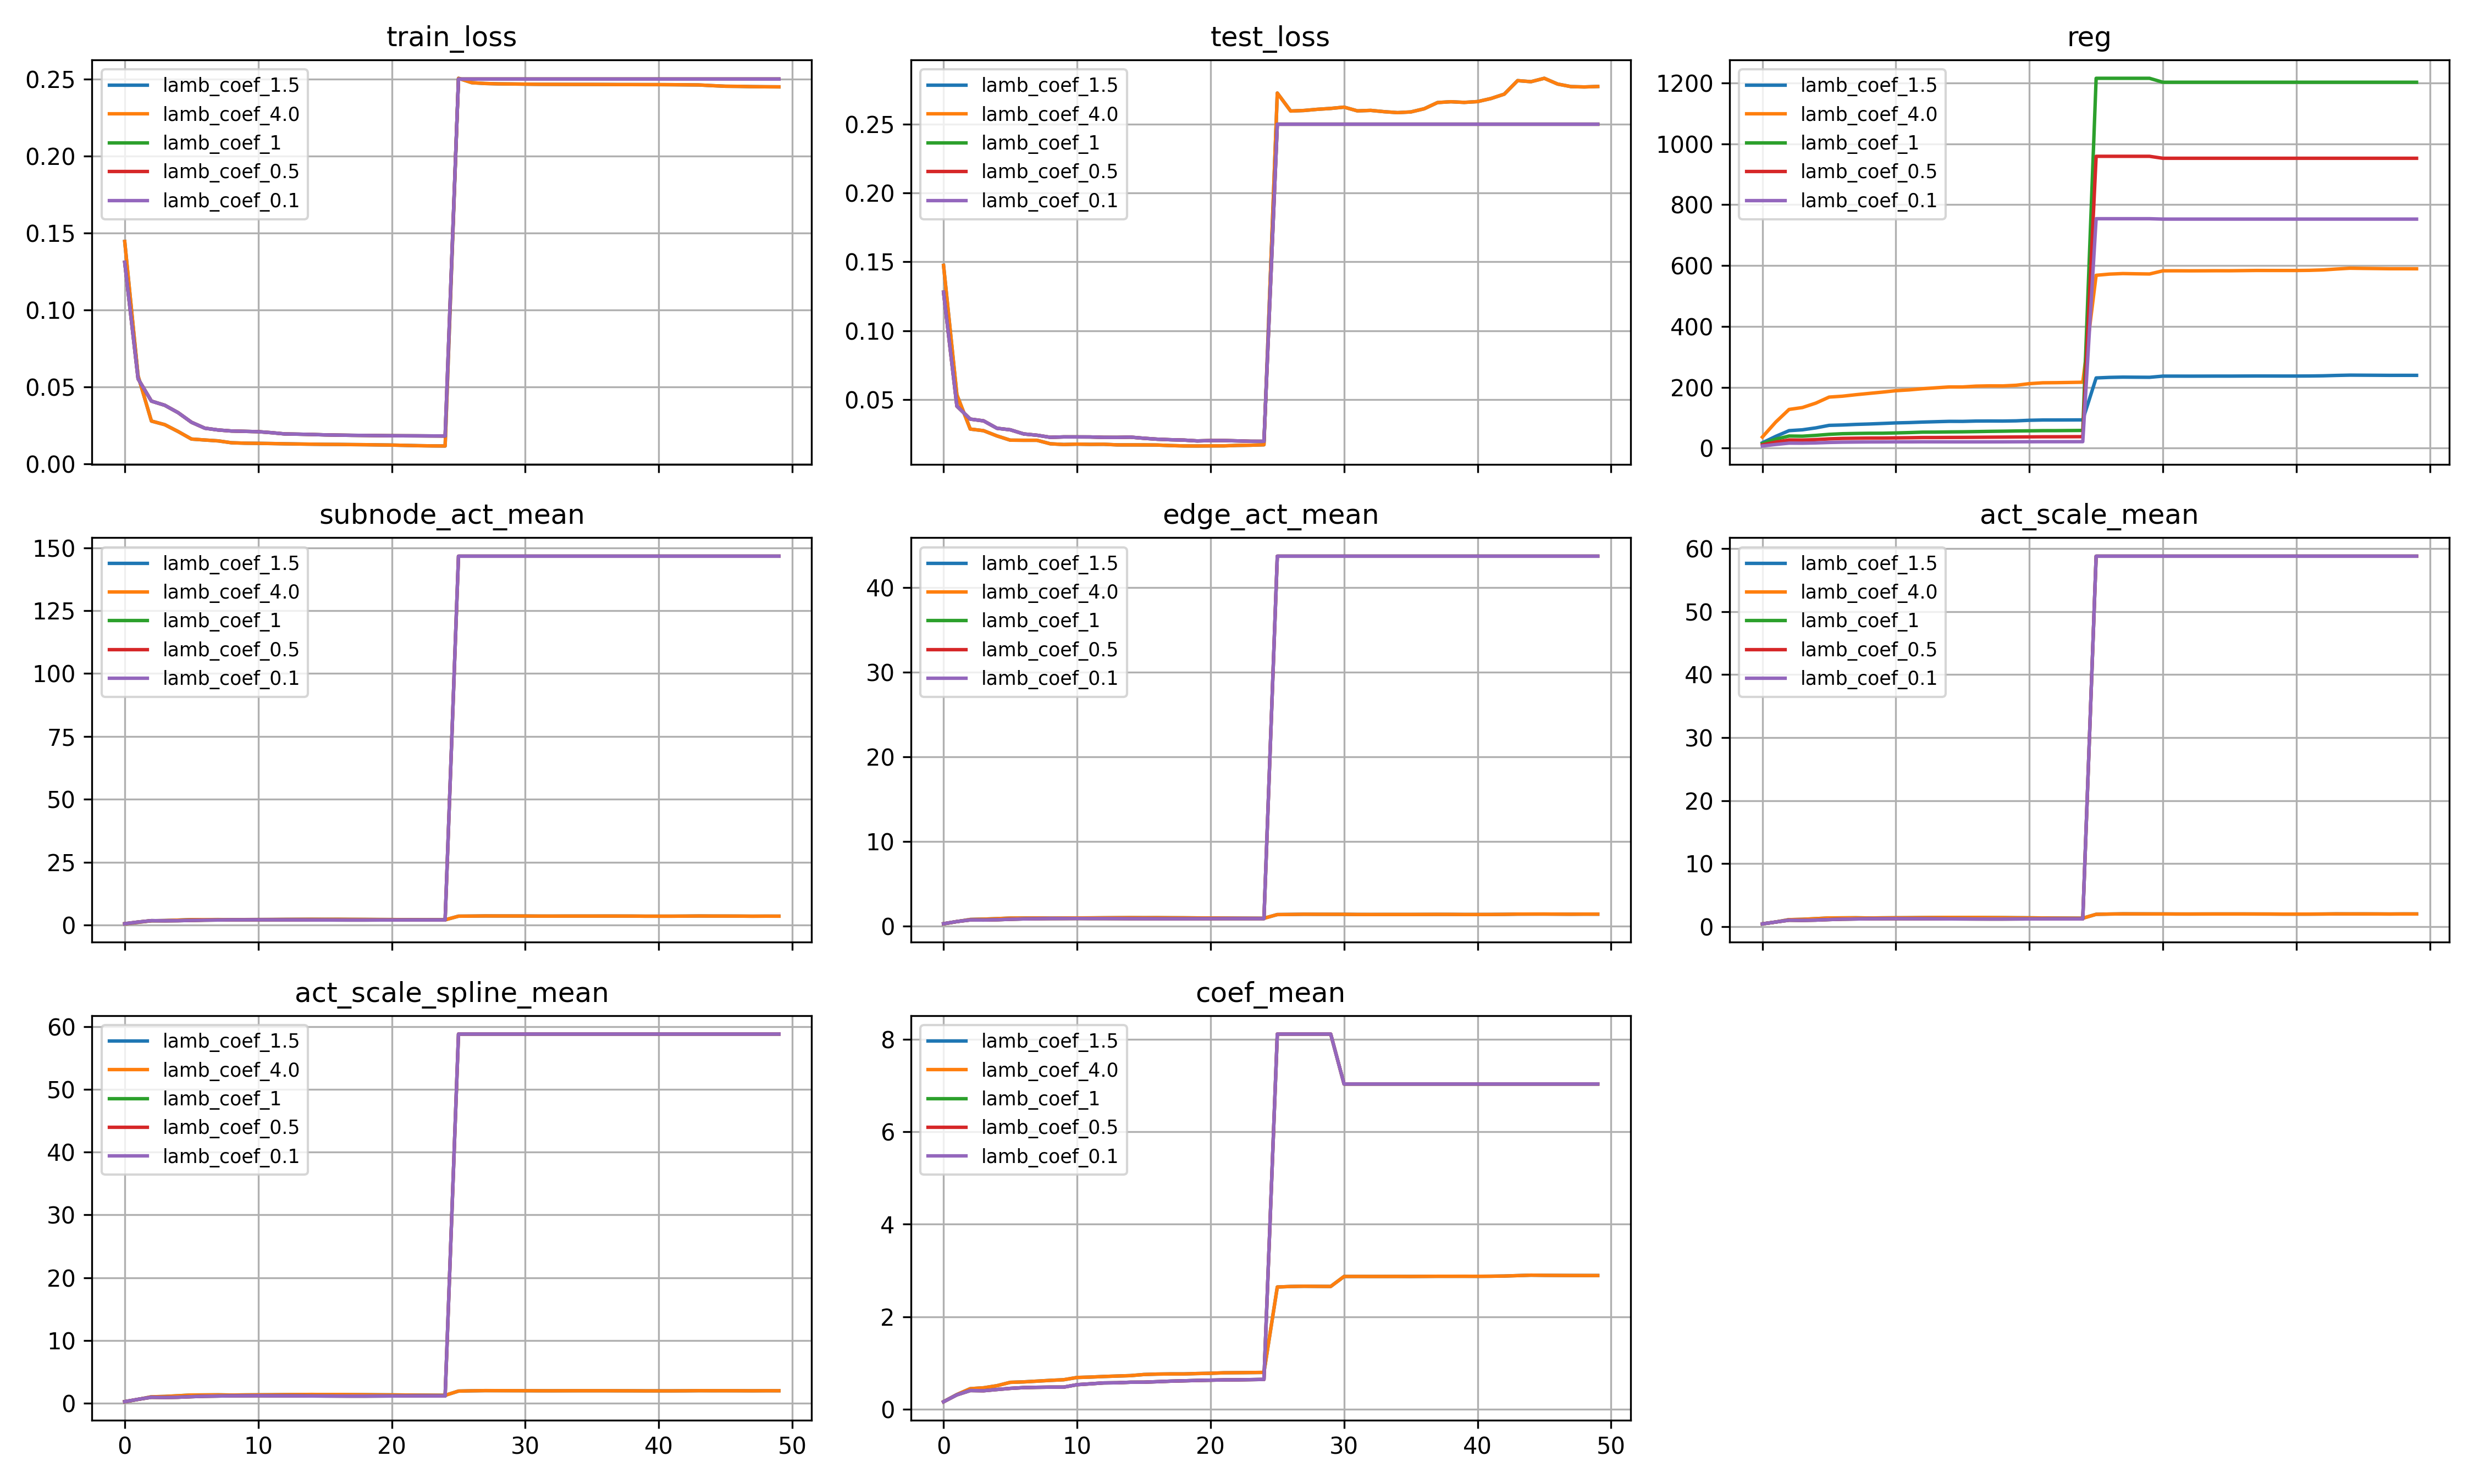 train_loss
0.25
0.20
0.15
0.10
0.05
0.00
lamb_coef_1.5
lamb_coef_4.0
lamb_coef_1
lamb_coef_0.5
lamb_coef_0.1
test_loss
0.25
0.20
0.15
0.10
0.05
lamb_coef_1.5
lamb_coef_4.0
lamb_coef_1
lamb_coef_0.5
lamb_coef_0.1
reg
1200
1000
800
600
400
200
0
lamb_coef_1.5
lamb_coef_4.0
lamb_coef_1
lamb_coef_0.5
lamb_coef_0.1
subnode_act_mean
150
125
100
75
50
25
0
lamb_coef_1.5
lamb_coef_4.0
lamb_coef_1
lamb_coef_0.5
lamb_coef_0.1
edge_act_mean
40
30
20
10
0
lamb_coef_1.5
lamb_coef_4.0
lamb_coef_1
lamb_coef_0.5
lamb_coef_0.1
act_scale_mean
60
50
40
30
20
10
0
lamb_coef_1.5
lamb_coef_4.0
lamb_coef_1
lamb_coef_0.5
lamb_coef_0.1
act_scale_spline_mean
60
50
40
30
20
10
0
lamb_coef_1.5
lamb_coef_4.0
lamb_coef_1
lamb_coef_0.5
lamb_coef_0.1
0 10 20 30 40 50
coef_mean
8
6
4
2
0
lamb_coef_1.5
lamb_coef_4.0
lamb_coef_1
lamb_coef_0.5
lamb_coef_0.1
0 10 20 30 40 50